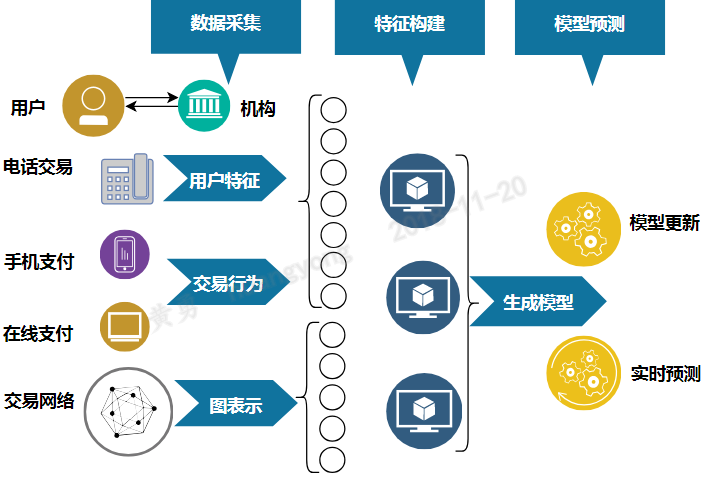 数据采集
特征构建
模型预测
用户
机构
电话交易
用户特征
手机支付
交易行为
在线支付
交易网络
图表示
生成模型
模型更新
实时预测